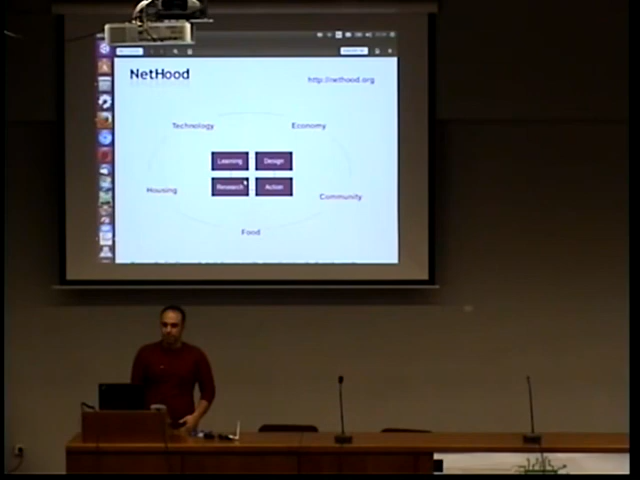 NetHood
http://nethood.org
Technology
Economy
Learning
Design
Research
Action
Housing
Community
Food